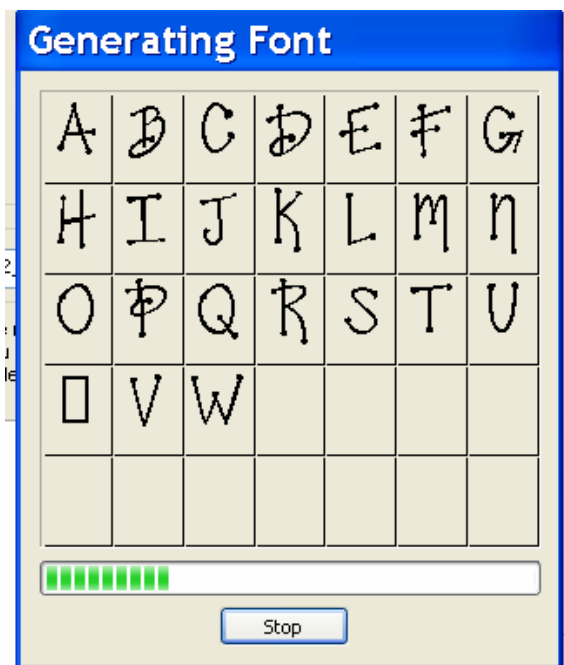 Generating Font
A B C D E F G
H I J K L M N
O P Q R S T U
V W
Stop